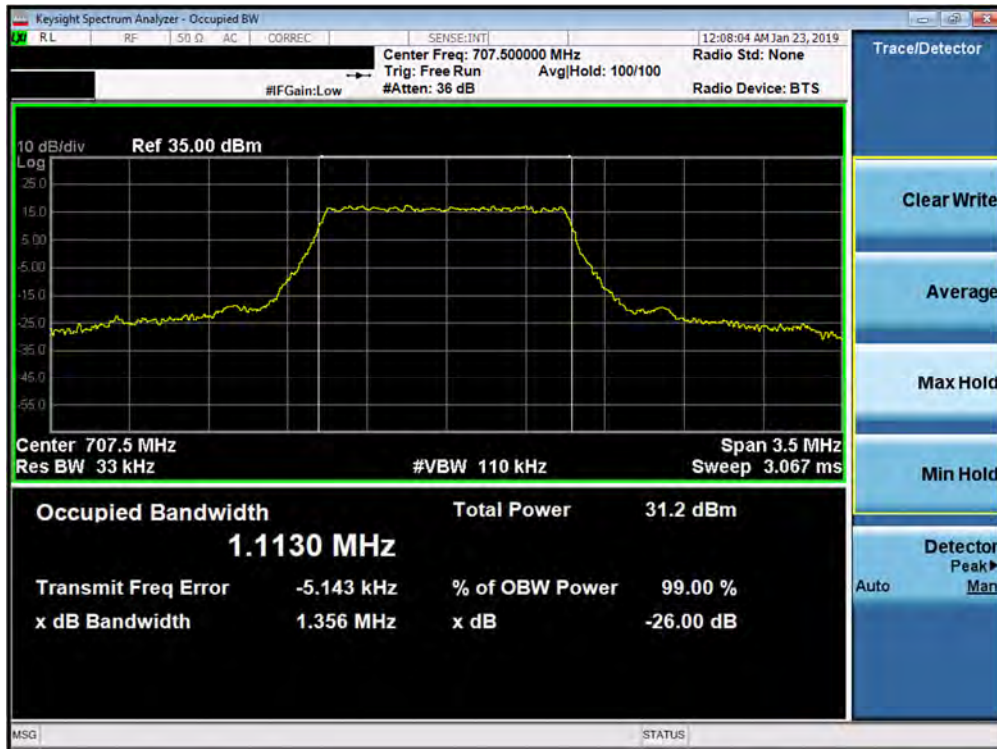 Keysight Spectrum Analyzer - Occupied BW
LXI RL RF 50 Ω AC CORREC SENSE:INT 12:08:04 AM Jan 23, 2019
Center Freq: 707.500000 MHz Radio Std: None
Trig: Free Run Avg|Hold: 100/100
#IFGain:Low #Atten: 36 dB Radio Device: BTS
Trace/Detector
10 dB/div Ref 35.00 dBm
Log
25.0
15.0
5.00
-5.00
-15.0
-25.0
-35.0
-45.0
-55.0
Center 707.5 MHz Span 3.5 MHz
Res BW 33 kHz #VBW 110 kHz Sweep 3.067 ms
Occupied Bandwidth Total Power 31.2 dBm
1.1130 MHz
Transmit Freq Error -5.143 kHz % of OBW Power 99.00 %
x dB Bandwidth 1.356 MHz x dB -26.00 dB
Clear Write
Average
Max Hold
Min Hold
Detector
Peak▶
Auto Man
MSG STATUS